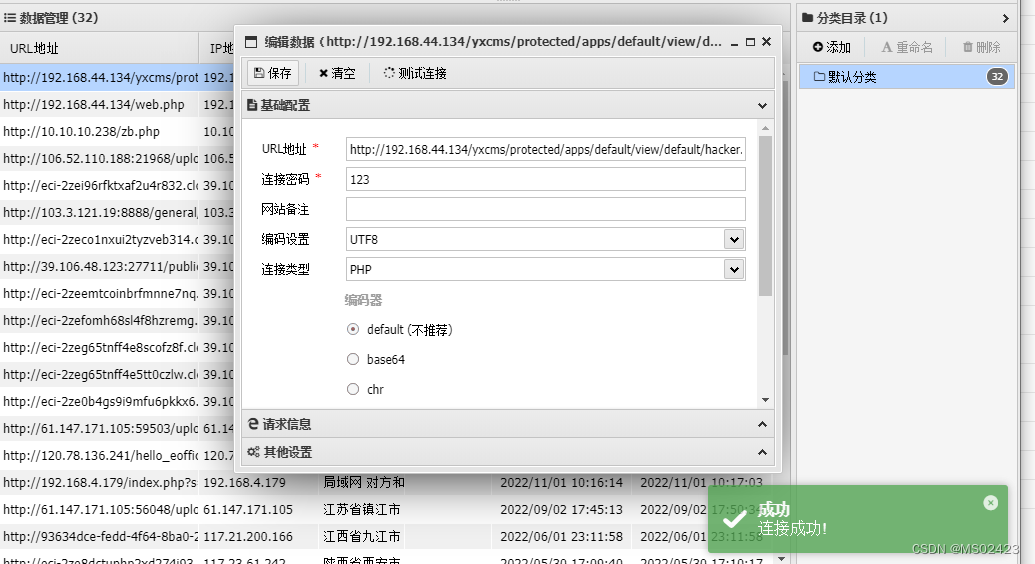 数据管理 (32)
分类目录 (1)
URL地址
IP地
添加
重命名
删除
默认分类
32
编辑数据 (http://192.168.44.134/yxcms/protected/apps/default/view/d...
保存
清空
测试连接
基础配置
URL地址 *
http://192.168.44.134/yxcms/protected/apps/default/view/default/hacker.
连接密码 *
123
网站备注
编码设置
UTF8
连接类型
PHP
编码器
default (不推荐)
base64
chr
请求信息
其他设置
http://192.168.44.134/yxcms/prot 192.1
http://192.168.44.134/web.php 192.1
http://10.10.10.238/zb.php 10.10
http://106.52.110.188:21968/uplo 106.5
http://eci-2zei96rfktxaf2u4r832.clo 39.10
http://103.3.121.19:8888/general, 103.3
http://eci-2zeco1nxui2tyzveb314.c 39.10
http://39.106.48.123:27711/public 39.10
http://eci-2zeemtcoinbrfmnne7nq. 39.10
http://eci-2zefomh68sl4f8hzremg. 39.10
http://eci-2zeg65tnff4e8scofz8f.clo 39.10
http://eci-2zeg65tnff4e5tt0czlw.clo 39.10
http://eci-2ze0b4gs9i9mfu6pkkx6. 39.10
http://61.147.171.105:59503/uplo 61.14
http://120.78.136.241/hello_eoffic 120.7
http://192.168.4.179/index.php?s= 192.168.4.179 局域网 对方和 2022/11/01 10:16:14 2022/11/01 10:17:03
http://61.147.171.105:56048/uplo 61.147.171.105 江苏省镇江市 2022/09/02 17:45:13 2022/09/02 17:50:3
http://93634dce-fedd-4f64-8ba0-2 117.21.200.166 江西省九江市 2022/06/01 23:11:58 2022/06/01 23:11:58
117.23.61.242 陕西省西安市 2022/05/30 17:09:40 2022/05/30 17:10:17
成功
连接成功!
CSDN @MS02423